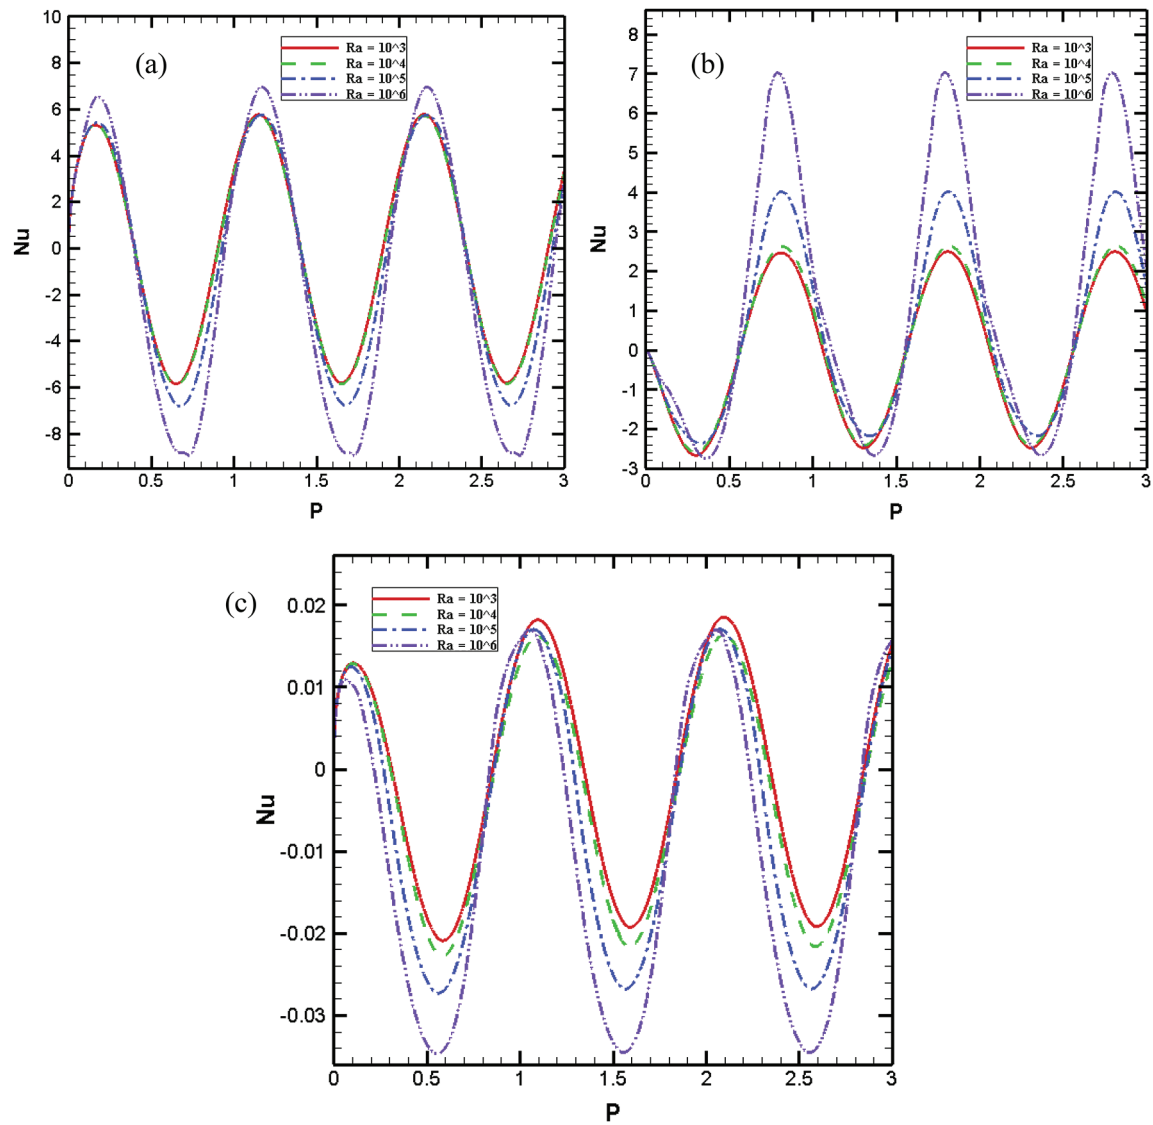 (a)
Ra = 10^3
Ra = 10^4
Ra = 10^5
Ra = 10^6
10
8
6
4
2
0
-2
-4
-6
-8
Nu
0 0.5 1 1.5 2 2.5 3
P
(b)
Ra = 10^3
Ra = 10^4
Ra = 10^5
Ra = 10^6
8
7
6
5
4
3
2
1
0
-1
-2
-3
Nu
0 0.5 1 1.5 2 2.5 3
P
(c)
Ra = 10^3
Ra = 10^4
Ra = 10^5
Ra = 10^6
0.02
0.01
0
-0.01
-0.02
-0.03
Nu
0 0.5 1 1.5 2 2.5 3
P